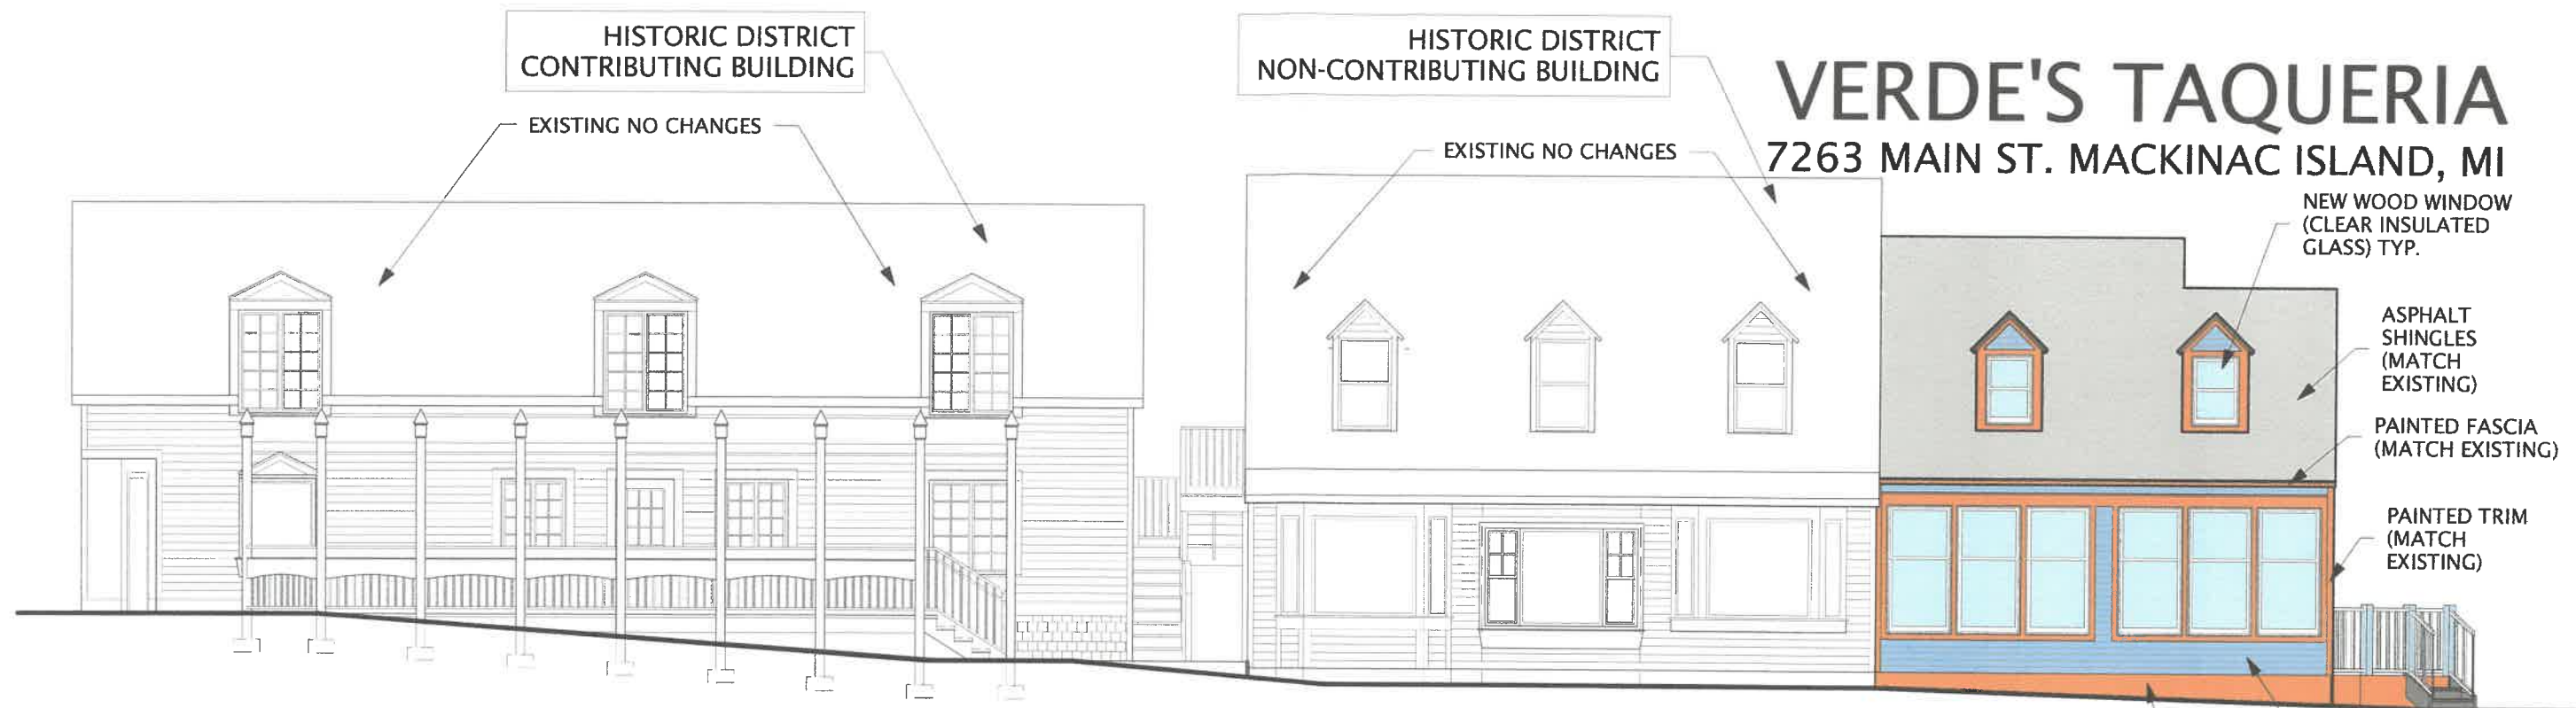 HISTORIC DISTRICT
CONTRIBUTING BUILDING
EXISTING NO CHANGES
HISTORIC DISTRICT
NON-CONTRIBUTING BUILDING
EXISTING NO CHANGES
VERDE'S TAQUERIA
7263 MAIN ST. MACKINAC ISLAND, MI
NEW WOOD WINDOW
(CLEAR INSULATED
GLASS) TYP.
ASPHALT
SHINGLES
(MATCH
EXISTING)
PAINTED FASCIA
(MATCH EXISTING)
PAINTED TRIM
(MATCH
EXISTING)